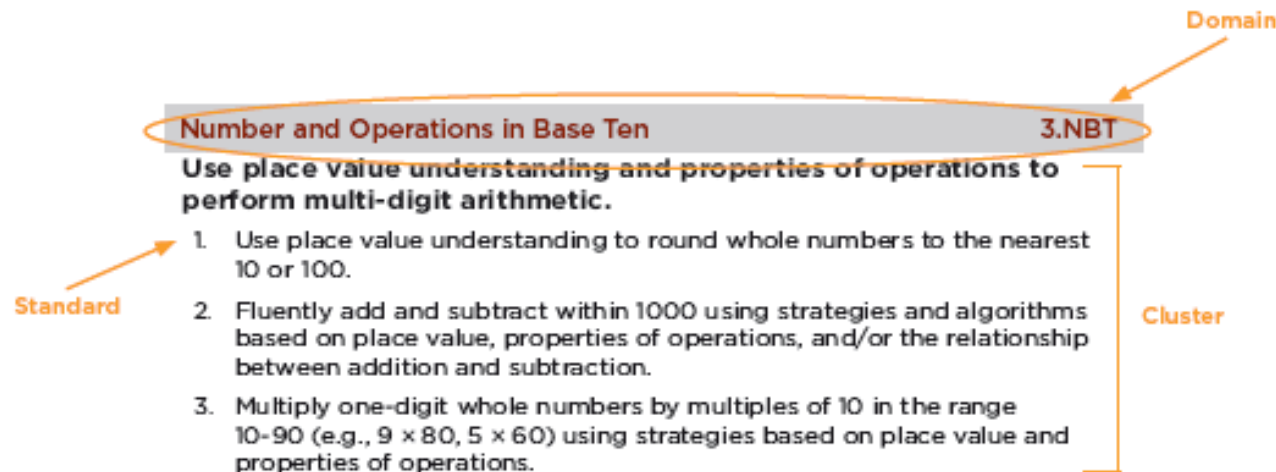 Domain
Number and Operations in Base Ten 3.NBT
Use place value understanding and properties of operations to
perform multi-digit arithmetic.
1. Use place value understanding to round whole numbers to the nearest
10 or 100.
Standard
2. Fluently add and subtract within 1000 using strategies and algorithms
based on place value, properties of operations, and/or the relationship
between addition and subtraction.
Cluster
3. Multiply one-digit whole numbers by multiples of 10 in the range
10-90 (e.g., 9 × 80, 5 × 60) using strategies based on place value and
properties of operations.